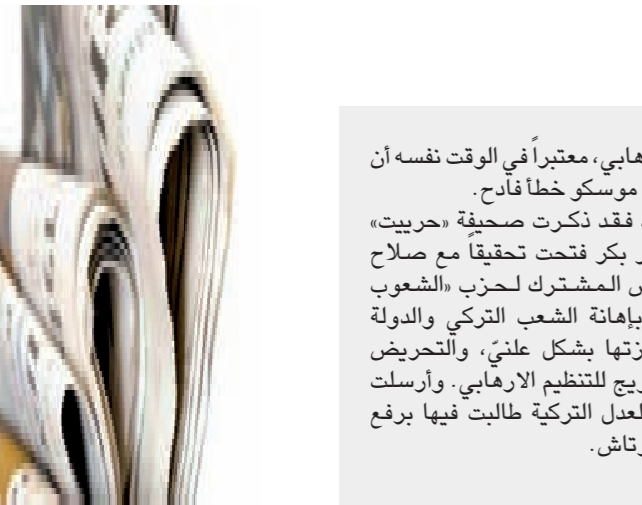 هابي، معتبراً في الوقت نفسه أن
موسكو خطأ فادح.
فقد ذكرت صحيفة «حرييت»
ر بكر فتحت تحقيقاً مع صلاح
المشترك لـحزب «الشعوب
بإهانة الشعب التركي والدولة
زتها بشكل علنيّ، والتحريض
ريج للتنظيم الارهابي. وأرسلت
لعدل التركية طالبت فيها برفع
رتاش.